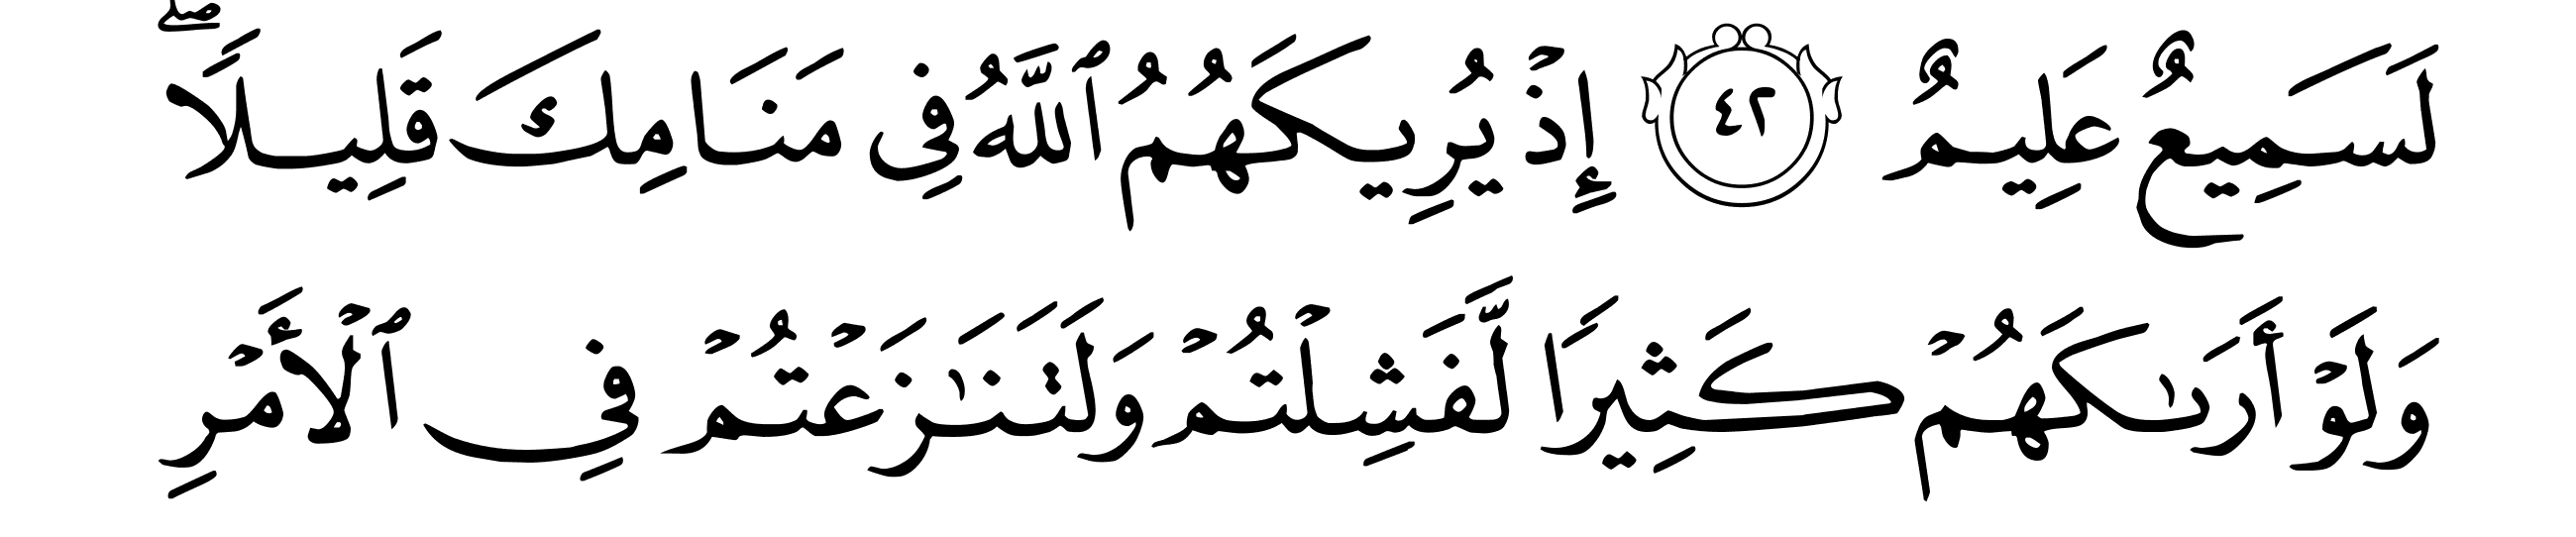 لَسَمِيعٌ عَلِيمٌ ٤٢ إِذْ يُرِيكَهُمُ ٱللَّهُ فِى مَنَامِكَ قَلِيلًاۖ
وَلَوْ أَرَىٰكَهُمْ كَثِيرًا لَّفَشِلْتُمْ وَلَتَنَـٰزَعْتُمْ فِى ٱلْأَمْرِ